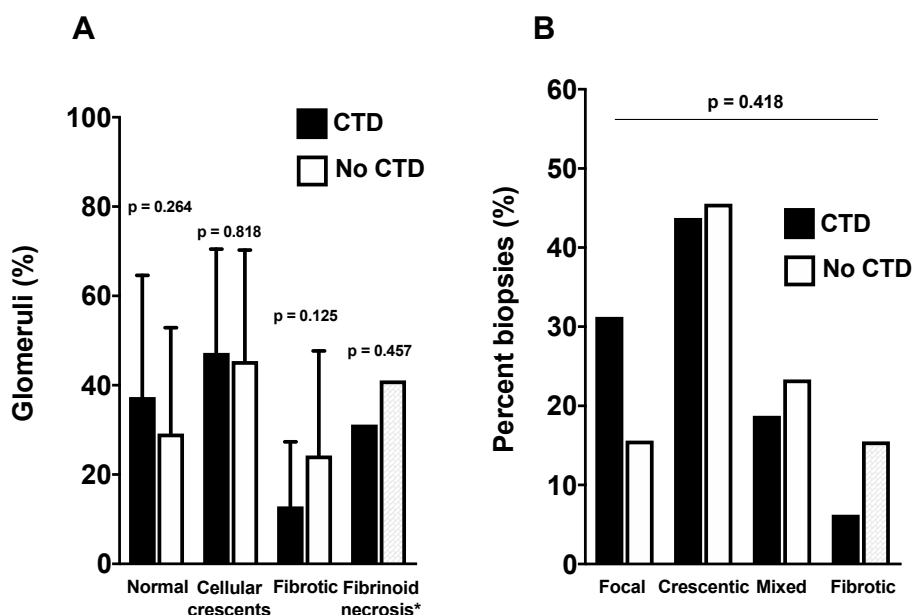 A
Glomeruli (%)
100
80
60
40
20
0
CTD
No CTD
p = 0.264
p = 0.818
p = 0.125
p = 0.457
Normal
Cellular
crescents
Fibrotic
Fibrinoid
necrosis*
B
Percent biopsies (%)
60
50
40
30
20
10
0
p = 0.418
CTD
No CTD
Focal
Crescentic
Mixed
Fibrotic